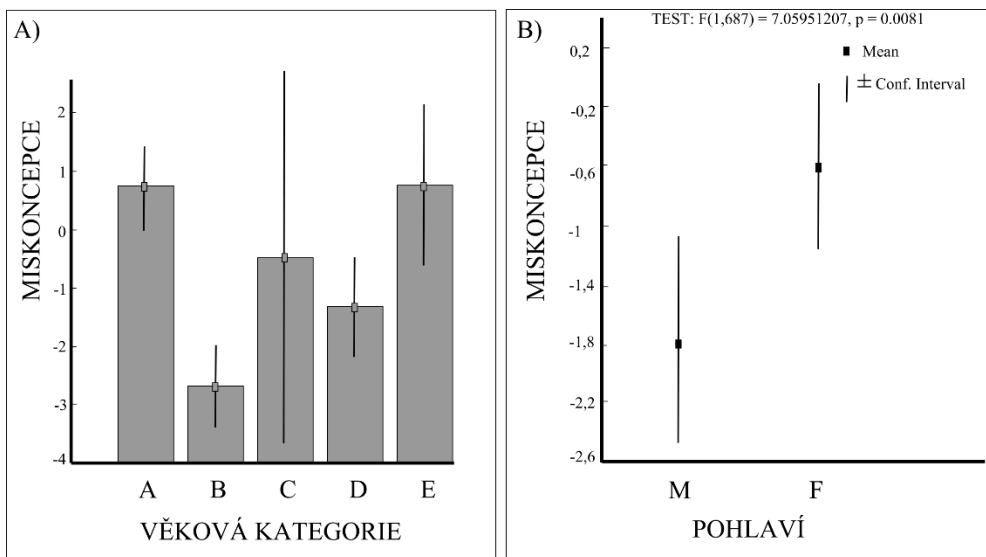 A)
MISKONCEPCE
2
1
0
-1
-2
-3
-4
A B C D E
VĚKOVÁ KATEGORIE
B)
TEST: F(1,687) = 7.05951207, p = 0.0081
Mean
± Conf. Interval
MISKONCEPCE
0,2
-0,2
-0,6
-1
-1,4
-1,8
-2,2
-2,6
M F
POHLAVÍ